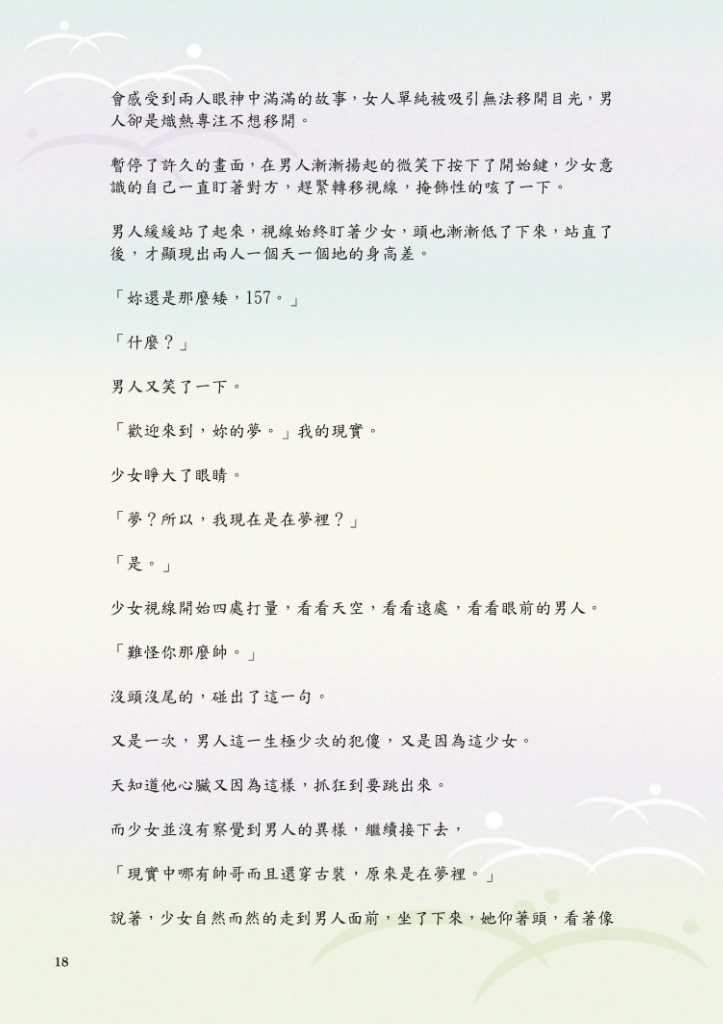 會感受到兩人眼神中滿滿的故事，女人單純被吸引無法移開目光，男
人卻是熾熱專注不想移開。
暫停了許久的畫面，在男人漸漸揚起的微笑下按下了開始鍵，少女意
識的自己一直盯著對方，趕緊轉移視線，掩飾性的咳了一下。
男人緩緩站了起來，視線始終盯著少女，頭也漸漸低了下來，站直了
後，才顯現出兩人一個天一個地的身高差。
「妳還是那麼矮，157。」
「什麼？」
男人又笑了一下。
「歡迎來到，妳的夢。」我的現實。
少女睜大了眼睛。
「夢？所以，我現在是在夢裡？」
「是。」
少女視線開始四處打量，看看天空，看看遠處，看看眼前的男人。
「難怪你那麼帥。」
沒頭沒尾的，碰出了這一句。
又是一次，男人這一生極少次的犯傻，又是因為這少女。
天知道他心臟又因為這樣，抓狂到要跳出來。
而少女並沒有察覺到男人的異樣，繼續接下去，
「現實中哪有帥哥而且還穿古裝，原來是在夢裡。」
說著，少女自然而然的走到男人面前，坐了下來，她仰著頭，看著像
18